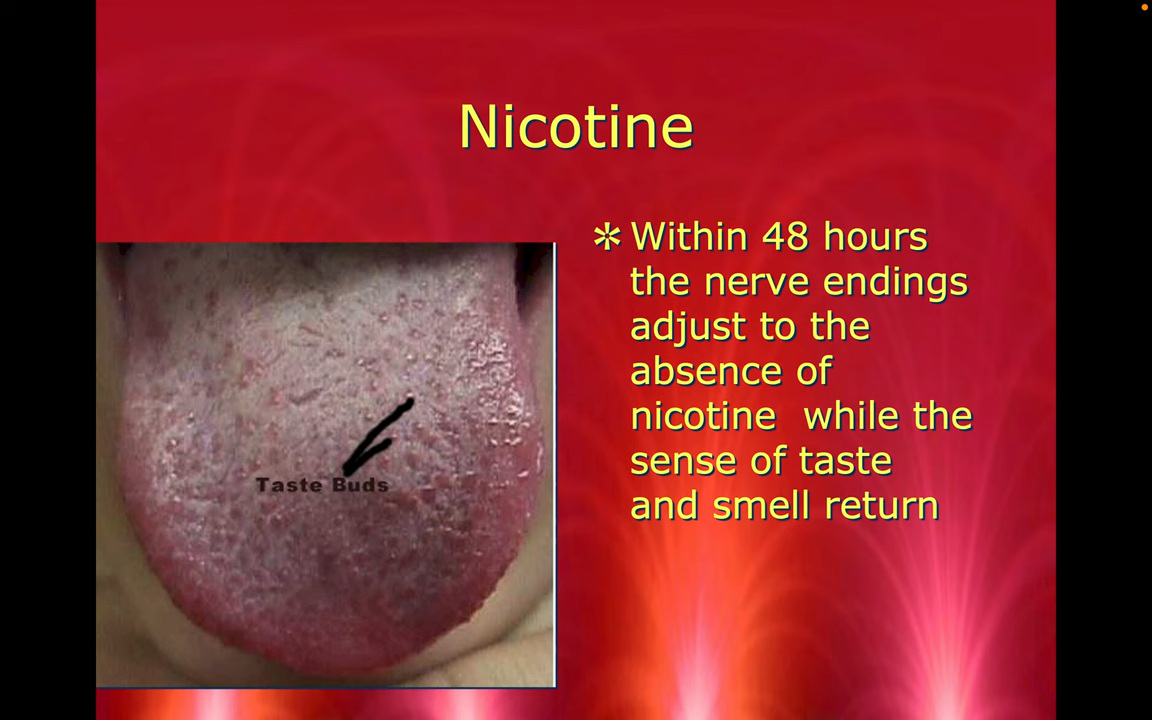 Nicotine
✲ Within 48 hours
the nerve endings
adjust to the
absence of
nicotine  while the
sense of taste
and smell return
Taste Buds